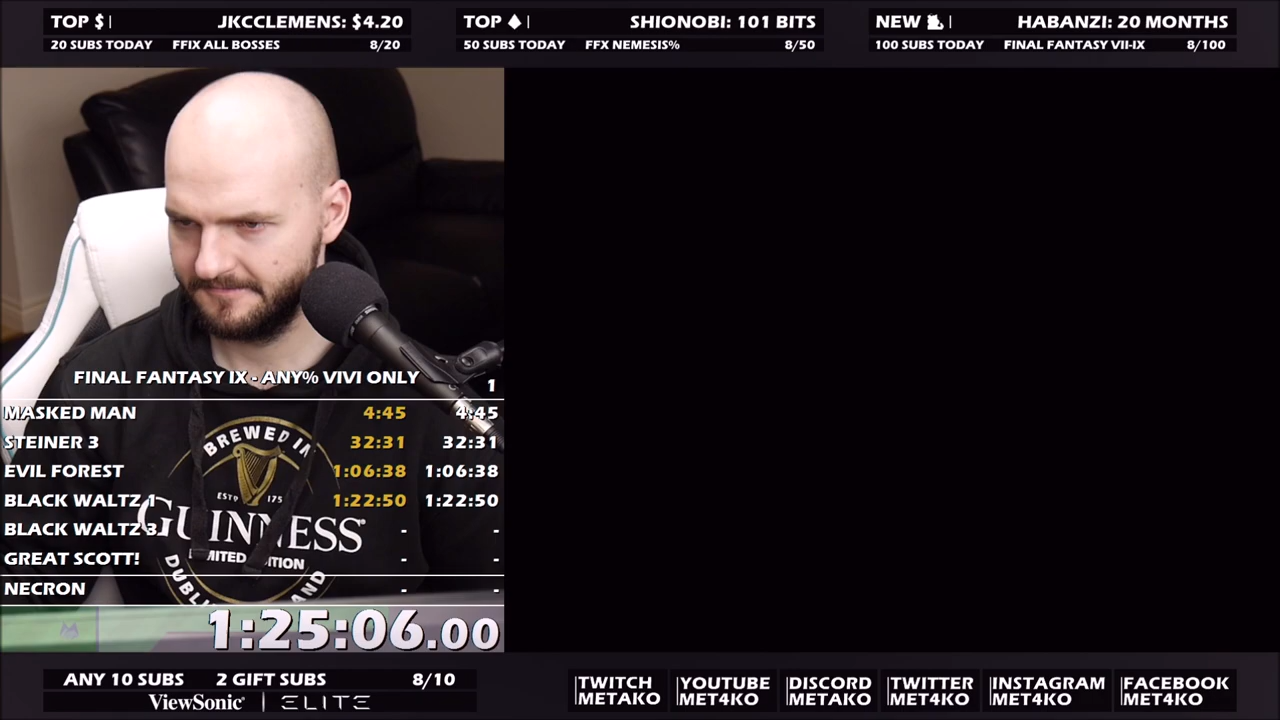 TOP $| JKCCLEMENS: $4.20
20 SUBS TODAY FFIX ALL BOSSES 8/20
TOP | SHIONOBI: 101 BITS
50 SUBS TODAY FFX NEMESIS% 8/50
NEW | HABANZI: 20 MONTHS
100 SUBS TODAY FINAL FANTASY VII-IX 8/100
FINAL FANTASY IX - ANY% VIVI ONLY 1
MASKED MAN 4:45 4:45
STEINER 3 32:31 32:31
EVIL FOREST 1:06:38 1:06:38
BLACK WALTZ 1 1:22:50 1:22:50
BLACK WALTZ 3 - -
GREAT SCOTT! - -
NECRON - -
1:25:06.00
BREWED IN
ESTD 175
GUINNESS
ANY 10 SUBS 2 GIFT SUBS 8/10
ViewSonic | ELITE
TWITCH
METAKO
YOUTUBE
MET4KO
DISCORD
METAKO
TWITTER
MET4KO
INSTAGRAM
MET4KO
FACEBOOK
MET4KO